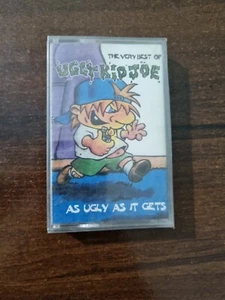 THE VERY BEST OF
UGLY KID JOE
AS UGLY AS IT GETS